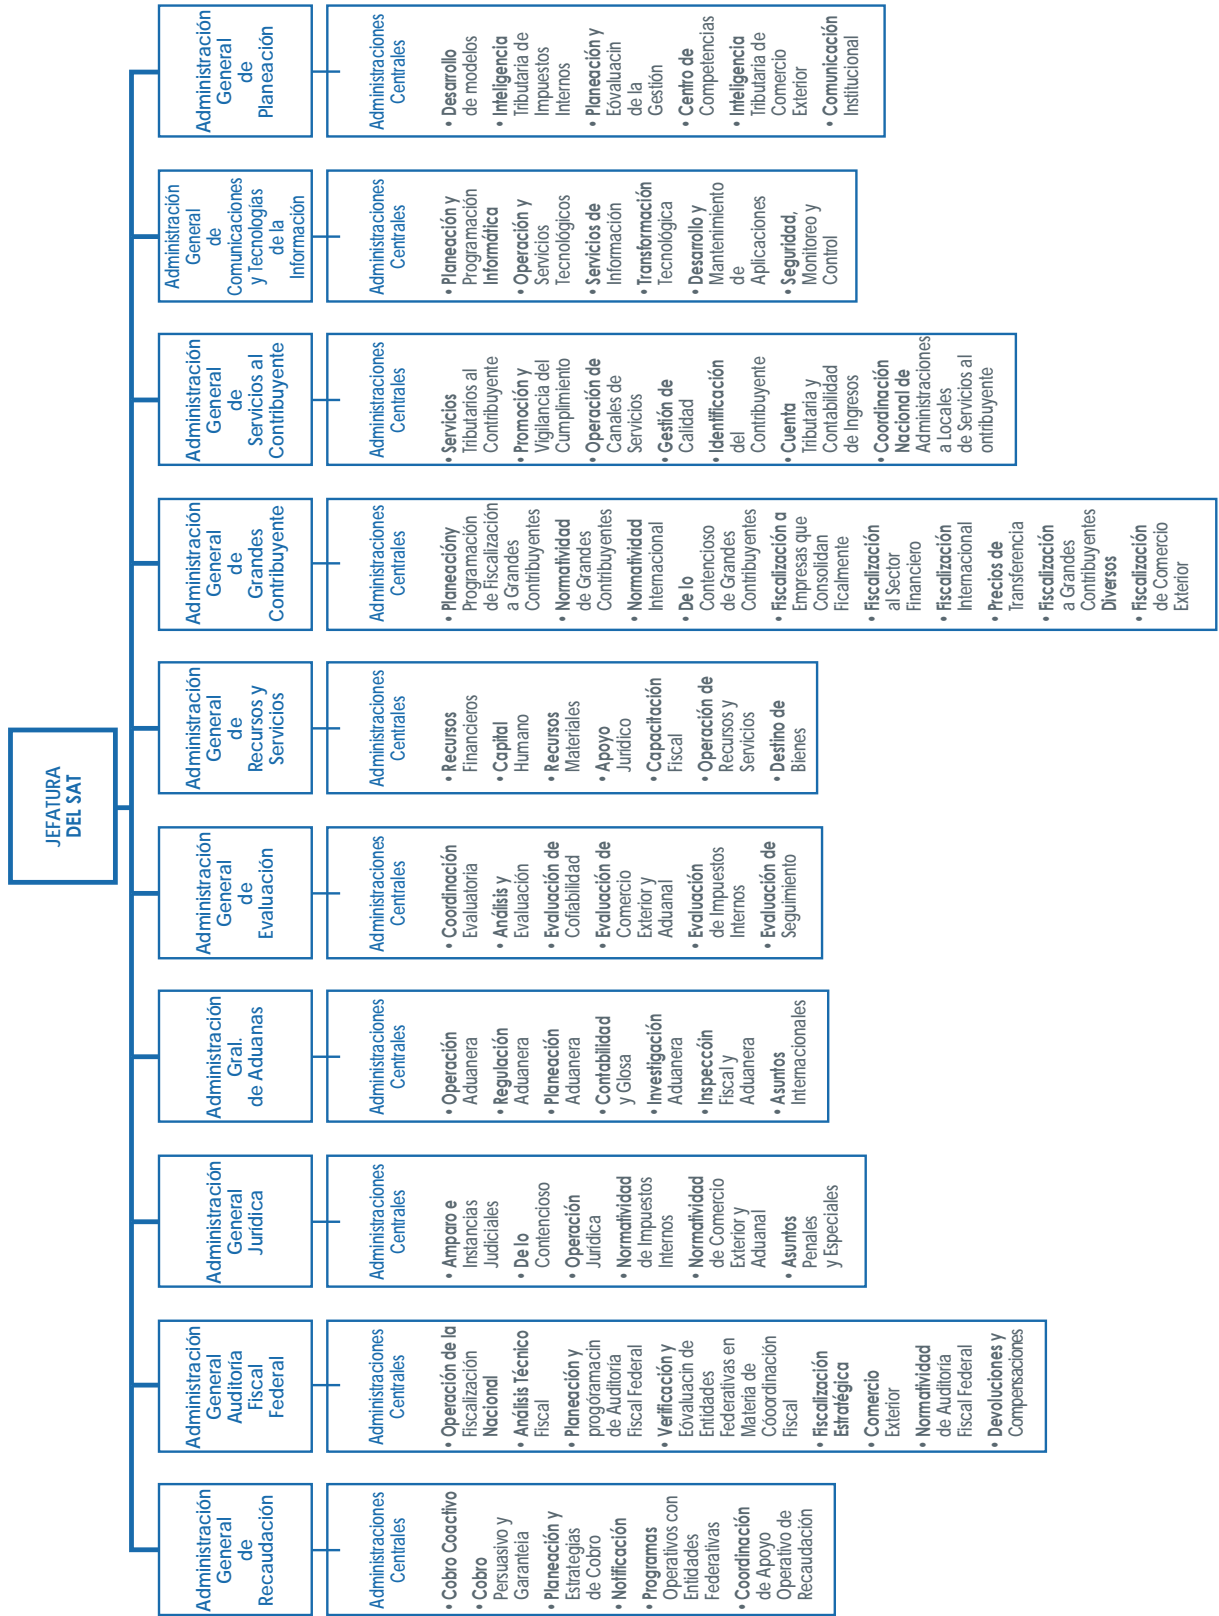 JEFATURA
DEL SAT
Administración
General
de
Recaudación
Administraciones
Centrales
• Cobro Coactivo
• Cobro
Persuasivo y
Garanteia
• Planeación y
Estrategias
de Cobro
• Notificación
• Programas
Operativos con
Entidades
Federativas
• Coordinación
de Apoyo
Operativo de
Recaudación
Administración
General
Auditoría
Fiscal
Federal
Administraciones
Centrales
• Operación de la
Fiscalización
Nacional
• Análisis Técnico
Fiscal
• Planeación y
progóramacin
de Auditoría
Fiscal Federal
• Verificación y
Eóvaluacin de
Entidades
Federativas en
Materia de
Cóoordinación
Fiscal
• Fiscalización
Estratégica
• Comercio
Exterior
• Normatividad
de Auditoría
Fiscal Federal
• Devoluciones y
Compensaciones
Administración
General
Jurídica
Administraciones
Centrales
• Amparo e
Instancias
Judiciales
• De lo
Contencioso
• Operación
Jurídica
• Normatividad
de Impuestos
Internos
• Normatividad
de Comercio
Exterior y
Aduanal
• Asuntos
Penales
y Especiales
Administración
Gral.
de Aduanas
Administraciones
Centrales
• Operación
Aduanera
• Regulación
Aduanera
• Planeación
Aduanera
• Contabilidad
y Glosa
• Investigación
Aduanera
• Inspeccóin
Fiscal y
Aduanera
• Asuntos
Internacionales
Administración
General
de
Evaluación
Administraciones
Centrales
• Coordinación
Evaluatoria
• Análisis y
Evaluación
• Evaluación de
Cofiabilidad
• Evaluación de
Comercio
Exterior y
Aduanal
• Evaluación
de Impuestos
Internos
• Evaluación de
Seguimiento
Administración
General
de
Recursos y
Servicios
Administraciones
Centrales
• Recursos
Financieros
• Capital
Humano
• Recursos
Materiales
• Apoyo
Jurídico
• Capacitación
Fiscal
• Operación de
Recursos y
Servicios
• Destino de
Bienes
Administración
General
de
Grandes
Contribuyente
Administraciones
Centrales
• Planeacióny
Programación
de Fiscalización
a Grandes
Contribuyentes
• Normatividad
de Grandes
Contribuyentes
• Normatividad
Internacional
• De lo
Contencioso
de Grandes
Contribuyentes
• Fiscalización a
Empresas que
Consolidan
Ficalmente
• Fiscalización
al Sector
Financiero
• Fiscalización
Internacional
• Precios de
Transferencia
• Fiscalización
a Grandes
Contribuyentes
Diversos
• Fiscalización
de Comercio
Exterior
Administración
General
de
Servicios al
Contribuyente
Administraciones
Centrales
• Servicios
Tributarios al
Contribuyente
• Promoción y
Vigilancia del
Cumplimiento
• Operación de
Canales de
Servicios
• Gestión de
Calidad
• Identificación
del
Contribuyente
• Cuenta
Tributaria y
Contabilidad
de Ingresos
• Coordinación
Nacional de
Administraciones
a Locales
de Servicios al
ontribuyente
Administración
General
de
Comunicaciones
y Tecnologías
de la
Información
Administraciones
Centrales
• Planeación y
Programación
Informática
• Operación y
Servicios
Tecnológicos
• Servicios de
Información
• Transformación
Tecnológica
• Desarrollo y
Mantenimiento
de
Aplicaciones
• Seguridad,
Monitoreo y
Control
Administración
General
de
Planeación
Administraciones
Centrales
• Desarrollo
de modelos
• Inteligencia
Tributaria de
Impuestos
Internos
• Planeación y
Eóvaluacin
de la
Gestión
• Centro de
Competencias
• Inteligencia
Tributaria de
Comercio
Exterior
• Comunicación
Institucional